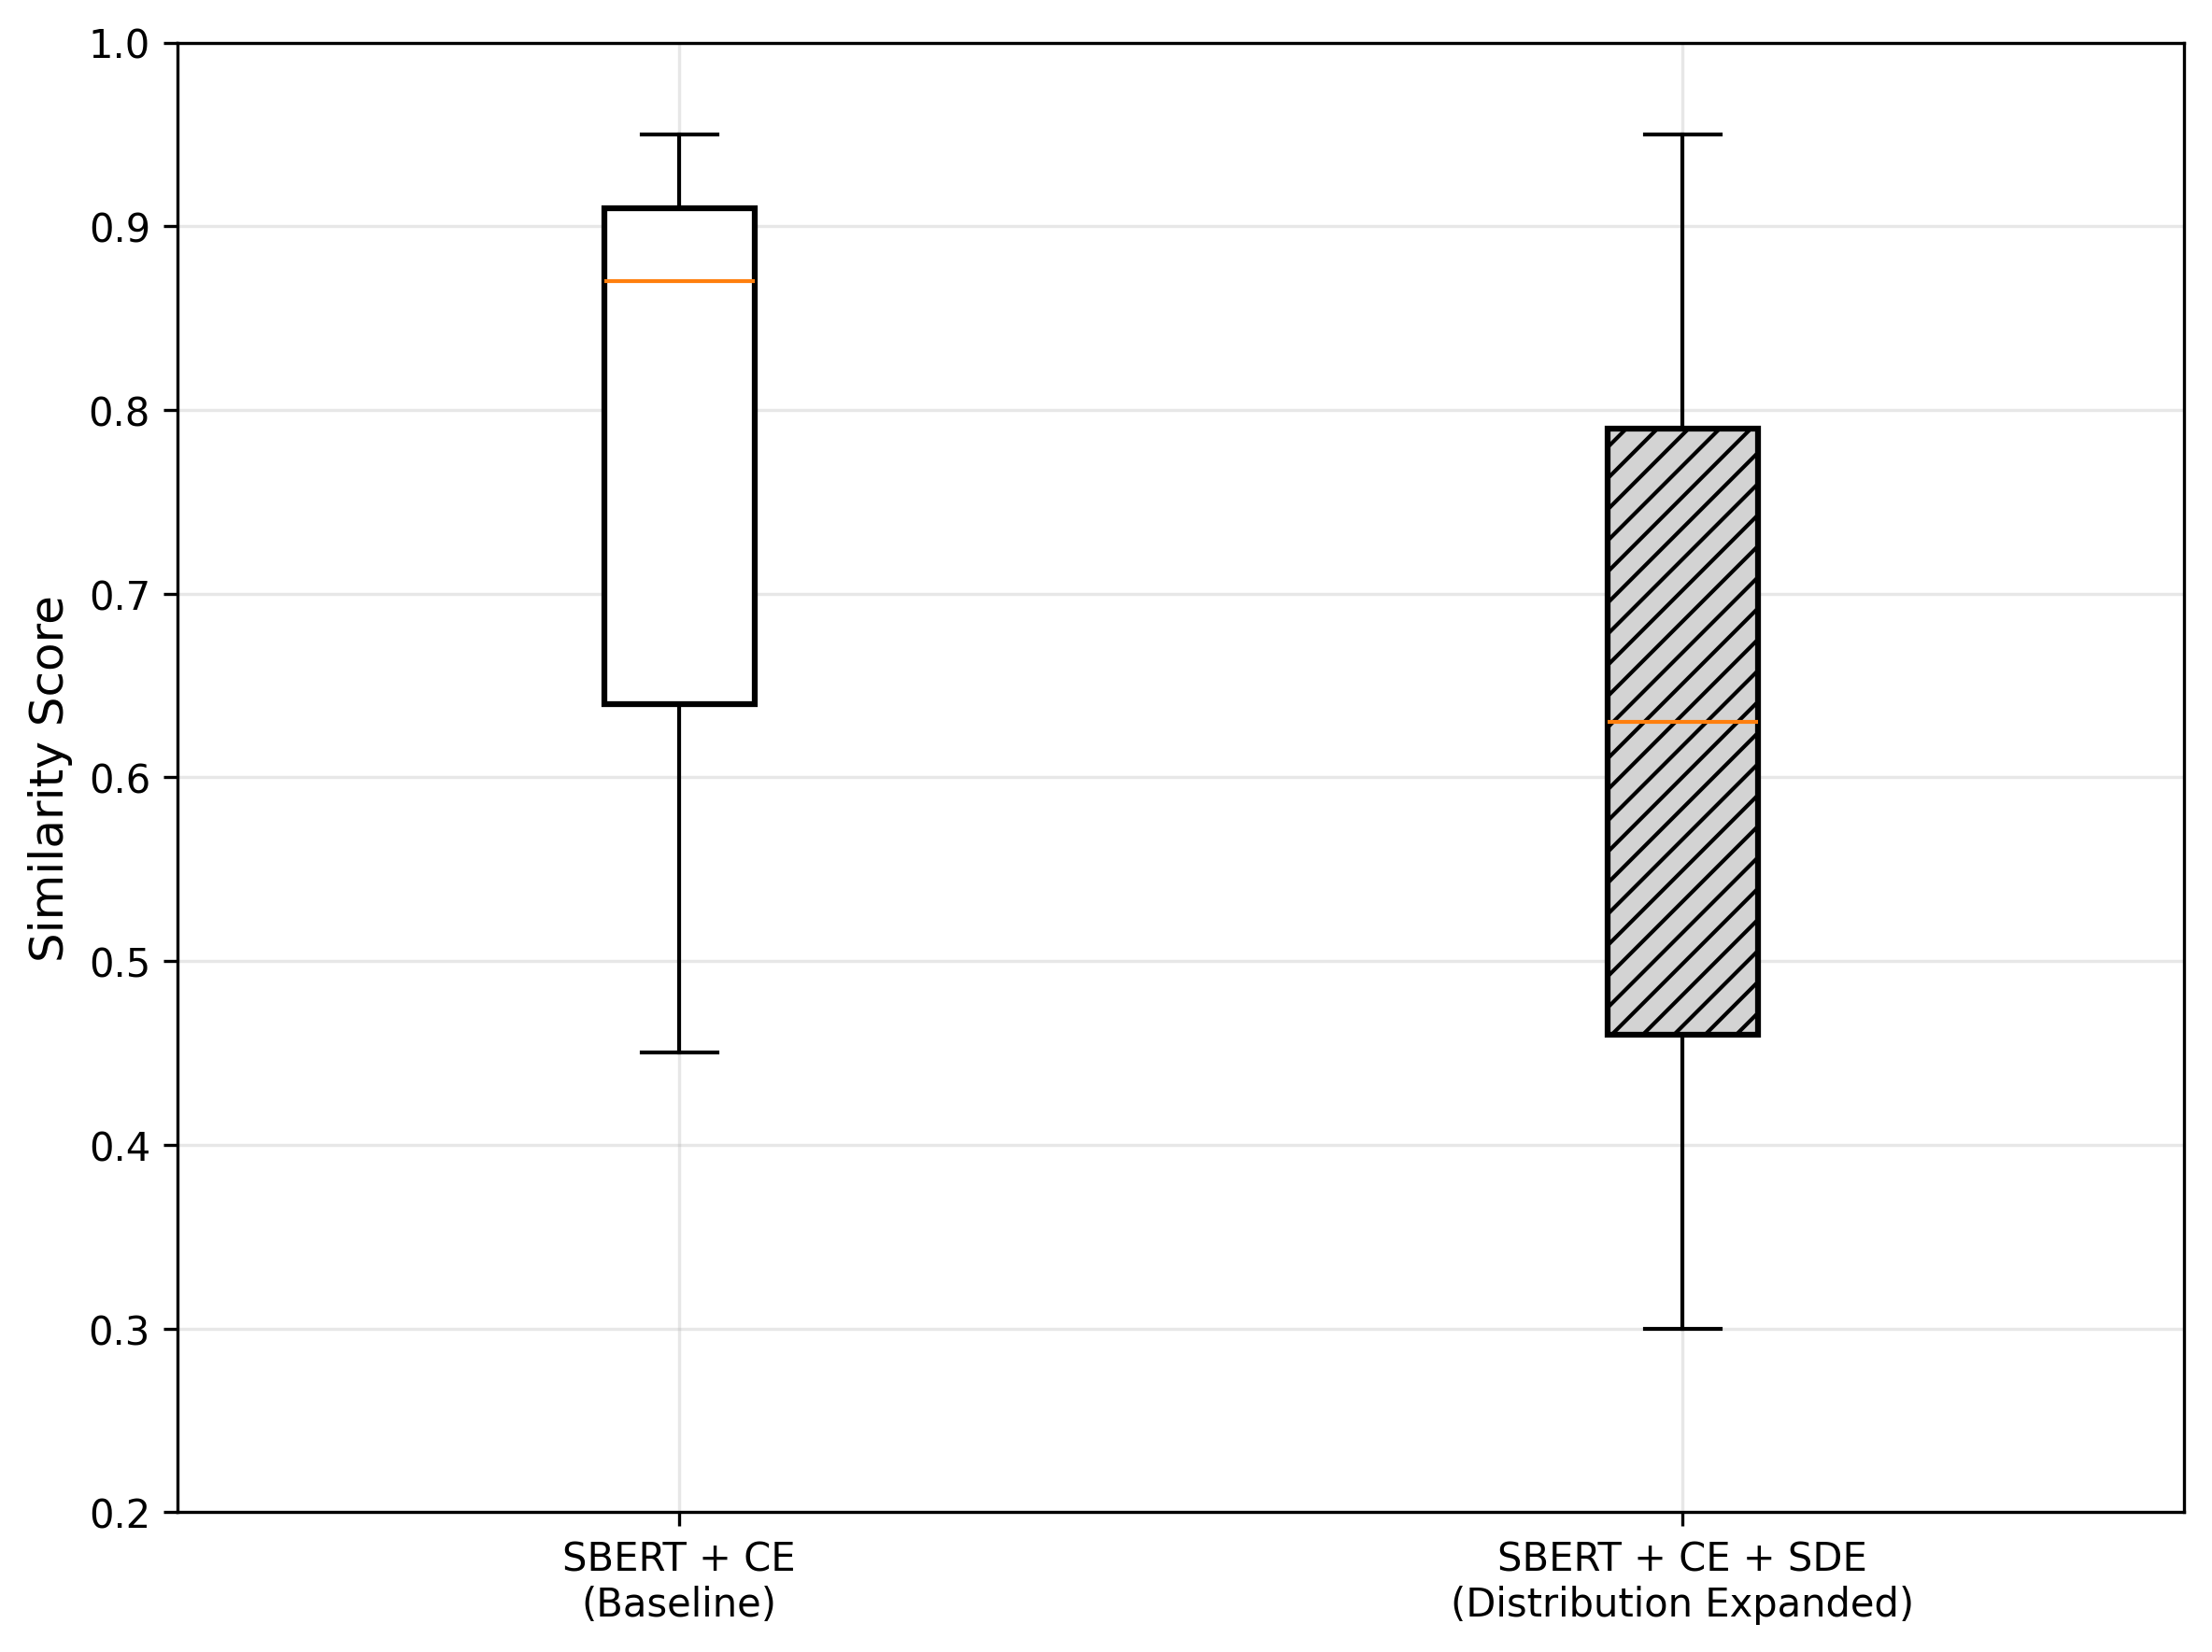 Similarity Score
1.0
0.9
0.8
0.7
0.6
0.5
0.4
0.3
0.2
SBERT + CE
(Baseline)
SBERT + CE + SDE
(Distribution Expanded)